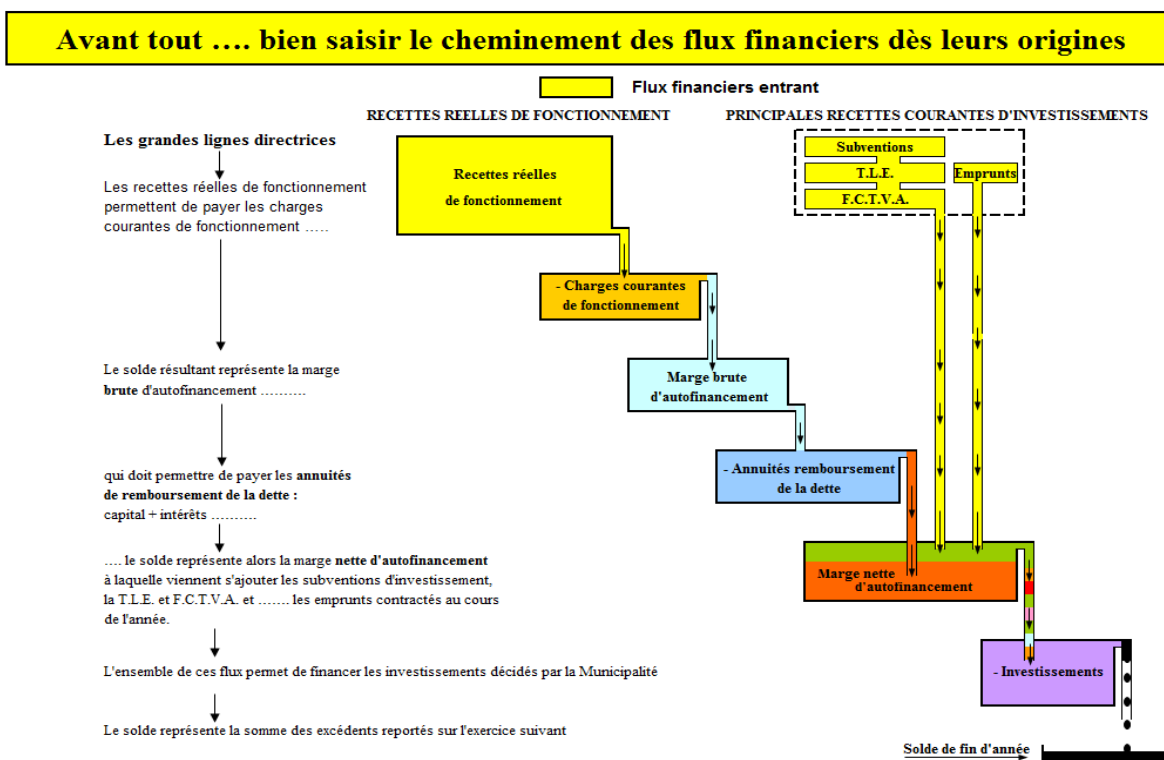 Avant tout .... bien saisir le cheminement des flux financiers dès leurs origines
Flux financiers entrant
RECETTES REELES DE FONCTIONNEMENT
PRINCIPALES RECETTES COURANTES D'INVESTISSEMENTS
Les grandes lignes directrices
Les recettes réelles de fonctionnement
permettent de payer les charges
courantes de fonctionnement .....
Recettes réelles
de fonctionnement
Subventions
T.L.E.
F.C.T.V.A.
Emprunts
- Charges courantes
de fonctionnement
Le solde résultant représente la marge
brute d'autofinancement ..........
Marge brute
d'autofinancement
qui doit permettre de payer les annuités
de remboursement de la dette :
capital + intérêts ..........
- Annuités remboursement
de la dette
.... le solde représente alors la marge nette d'autofinancement
à laquelle viennent s'ajouter les subventions d'investissement,
la T.L.E. et F.C.T.V.A. et ....... les emprunts contractés au cours
de l'année.
Marge nette
d'autofinancement
L'ensemble de ces flux permet de financer les investissements décidés par la Municipalité
- Investissements
Le solde représente la somme des excédents reportés sur l'exercice suivant
Solde de fin d'année